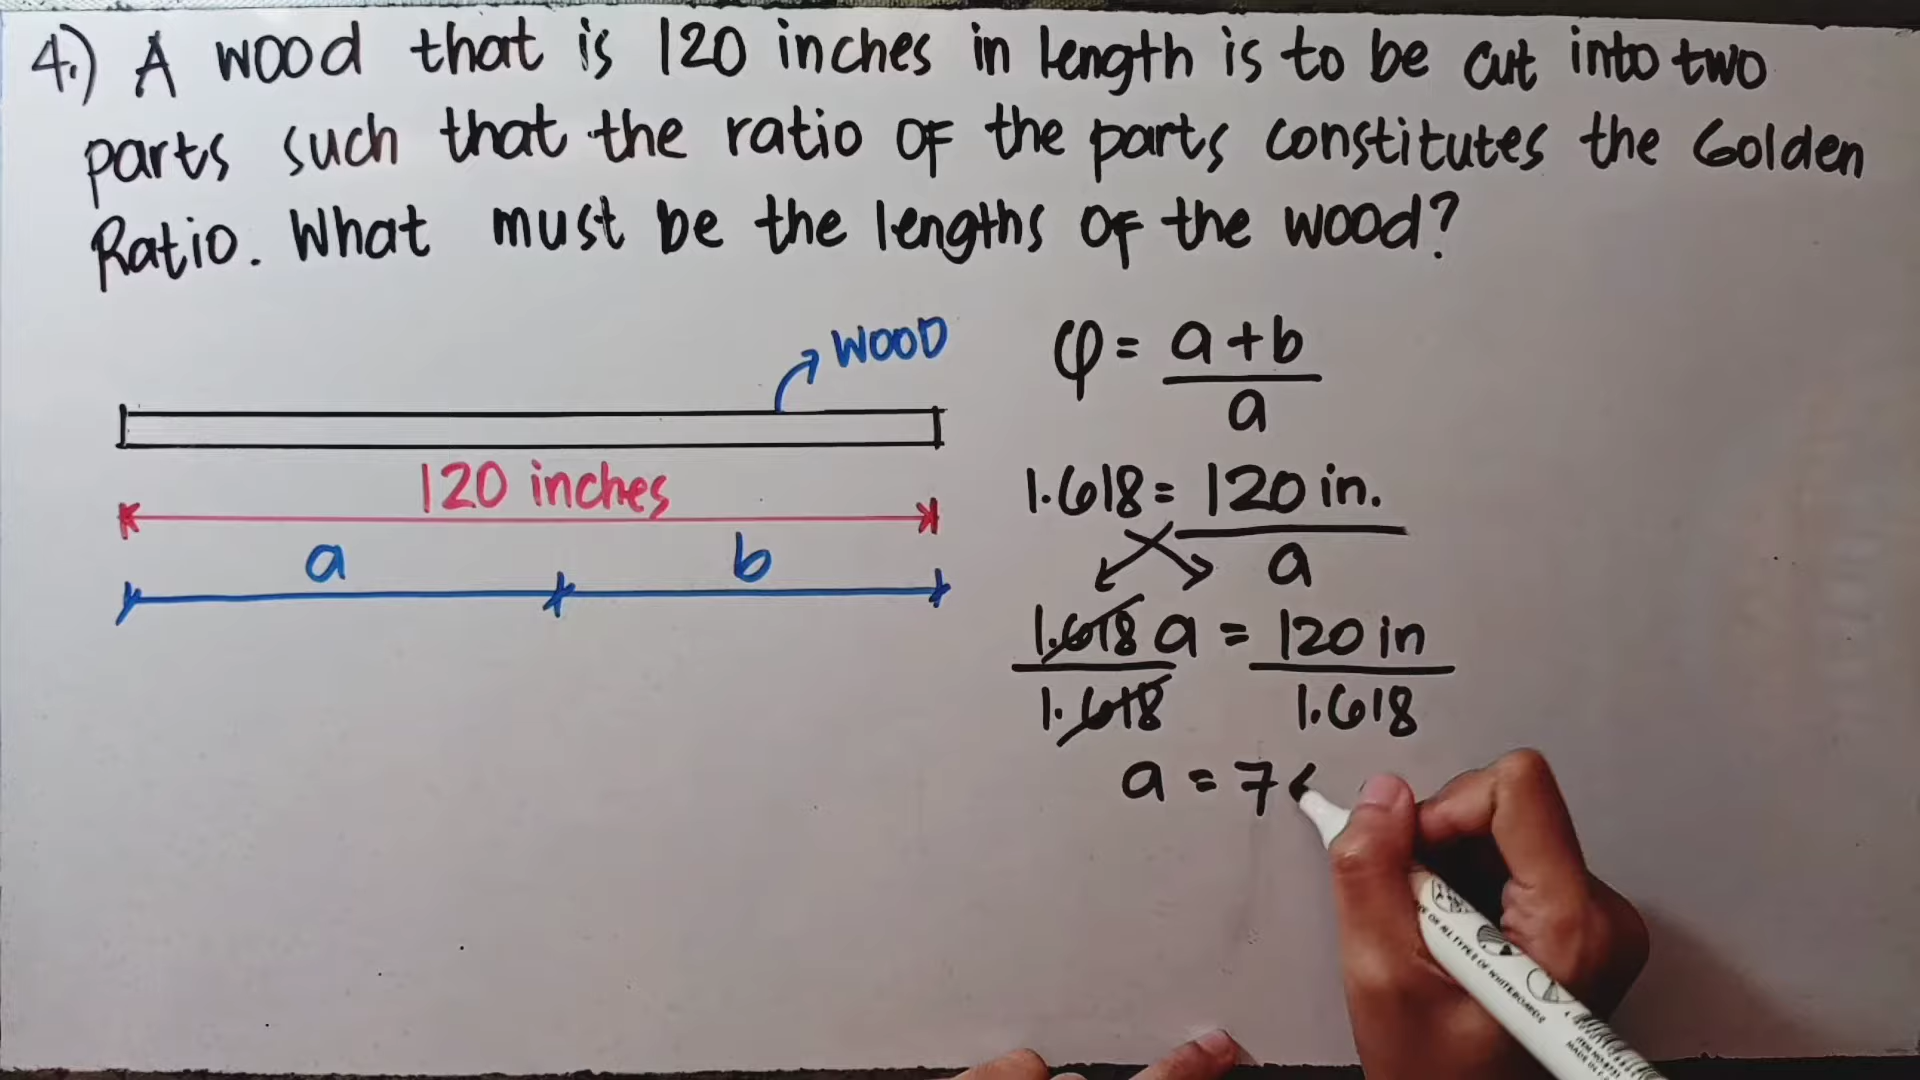 4.) A wood that is 120 inches in length is to be cut into two
parts such that the ratio of the parts constitutes the Golden
Ratio. What must be the lengths of the wood?
WOOD
120 inches
a b
φ = a + b
a
1.618 = 120 in.
a
1.618 a = 120 in
1.618 1.618
a = 7